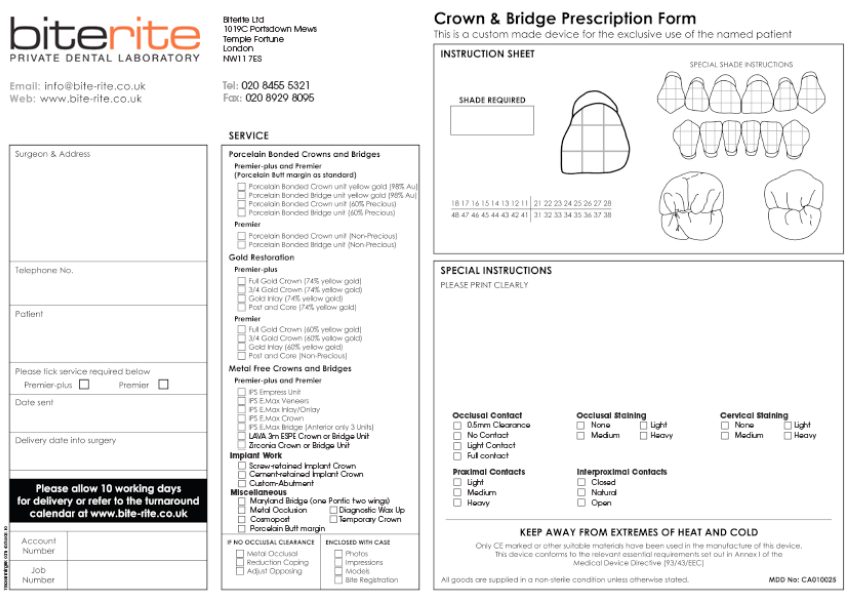 biterite
PRIVATE DENTAL LABORATORY
Email: info@bite-rite.co.uk
Web: www.bite-rite.co.uk
Biterite Ltd
1019C Portsdown Mews
Temple Fortune
London
NW11 7ES
Tel: 020 8455 5321
Fax: 020 8929 8095
Surgeon & Address
Telephone No.
Patient
Please tick service required below
Premier-plus Premier
Date sent
Delivery date into surgery
Please allow 10 working days
for delivery or refer to the turnaround
calendar at www.bite-rite.co.uk
Account
Number
Job
Number
SERVICE
Porcelain Bonded Crowns and Bridges
Premier-plus and Premier
(Porcelain Butt margin as standard)
Porcelain Bonded Crown unit yellow gold (98% Au)
Porcelain Bonded Bridge unit yellow gold (98% Au)
Porcelain Bonded Crown unit (60% Precious)
Porcelain Bonded Bridge unit (60% Precious)
Premier
Porcelain Bonded Crown unit (Non-Precious)
Porcelain Bonded Bridge unit (Non-Precious)
Gold Restoration
Premier-plus
Full Gold Crown (74% yellow gold)
3/4 Gold Crown (74% yellow gold)
Gold Inlay (74% yellow gold)
Post and Core (74% yellow gold)
Premier
Full Gold Crown (60% yellow gold)
3/4 Gold Crown (60% yellow gold)
Gold Inlay (60% yellow gold)
Post and Core (Non-Precious)
Metal Free Crowns and Bridges
Premier-plus and Premier
IPS Empress Unit
IPS E.Max Veneers
IPS E.Max Inlay/Onlay
IPS E.Max Crown
IPS E.Max Bridge (Anterior only 3 Units)
LAVA 3m ESPE Crown or Bridge Unit
Zirconia Crown or Bridge Unit
Implant Work
Screw-retained Implant Crown
Cement-retained Implant Crown
Custom-Abutment
Miscellaneous
Maryland Bridge (one Pontic two wings)
Metal Occlusion Diagnostic Wax Up
Cosmopost Temporary Crown
Porcelain Butt margin
IF NO OCCLUSAL CLEARANCE
Metal Occlusal
Reduction Coping
Adjust Opposing
ENCLOSED WITH CASE
Photos
Impressions
Models
Bite Registration
Crown & Bridge Prescription Form
This is a custom made device for the exclusive use of the named patient
INSTRUCTION SHEET
SPECIAL SHADE INSTRUCTIONS
SHADE REQUIRED
18 17 16 15 14 13 12 11 21 22 23 24 25 26 27 28
48 47 46 45 44 43 42 41 31 32 33 34 35 36 37 38
SPECIAL INSTRUCTIONS
PLEASE PRINT CLEARLY
Occlusal Contact
0.5mm Clearance
No Contact
Light Contact
Full contact
Occlusal Staining
None Light
Medium Heavy
Cervical Staining
None Light
Medium Heavy
Proximal Contacts
Light
Medium
Heavy
Interproximal Contacts
Closed
Natural
Open
KEEP AWAY FROM EXTREMES OF HEAT AND COLD
Only CE marked or other suitable materials have been used in the manufacture of this device.
This device conforms to the relevant essential requirements set out in Annex I of the
Medical Device Directive (93/43/EEC)
All goods are supplied in a non-sterile condition unless otherwise stated. MDD No: CA010025